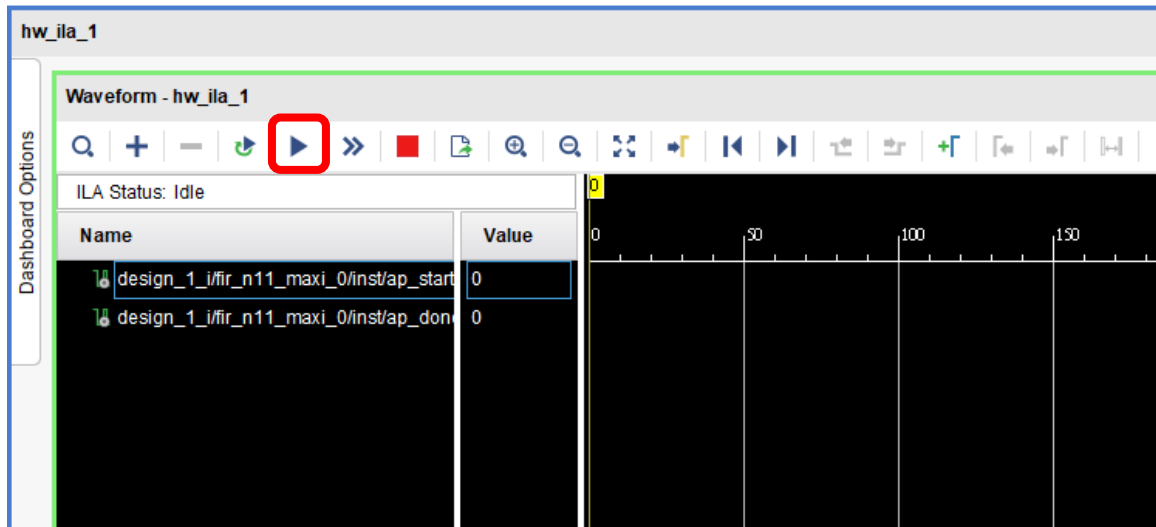 hw_ila_1
Dashboard Options
Waveform - hw_ila_1
ILA Status: Idle
0
Name Value 0 50 100 150
design_1_i/fir_n11_maxi_0/inst/ap_start 0
design_1_i/fir_n11_maxi_0/inst/ap_don 0